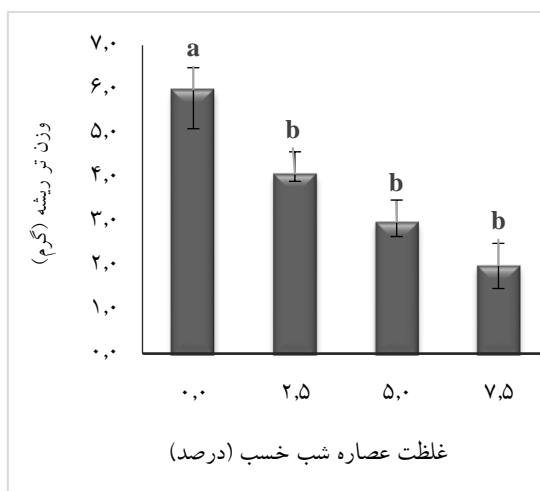 وزن تر ریشه (گرم)
۷,۰
۶,۰
۵,۰
۴,۰
۳,۰
۲,۰
۱,۰
۰,۰
a
b
b
b
۰,۰ ۲,۵ ۵,۰ ۷,۵
غلظت عصاره شب خسب (درصد)